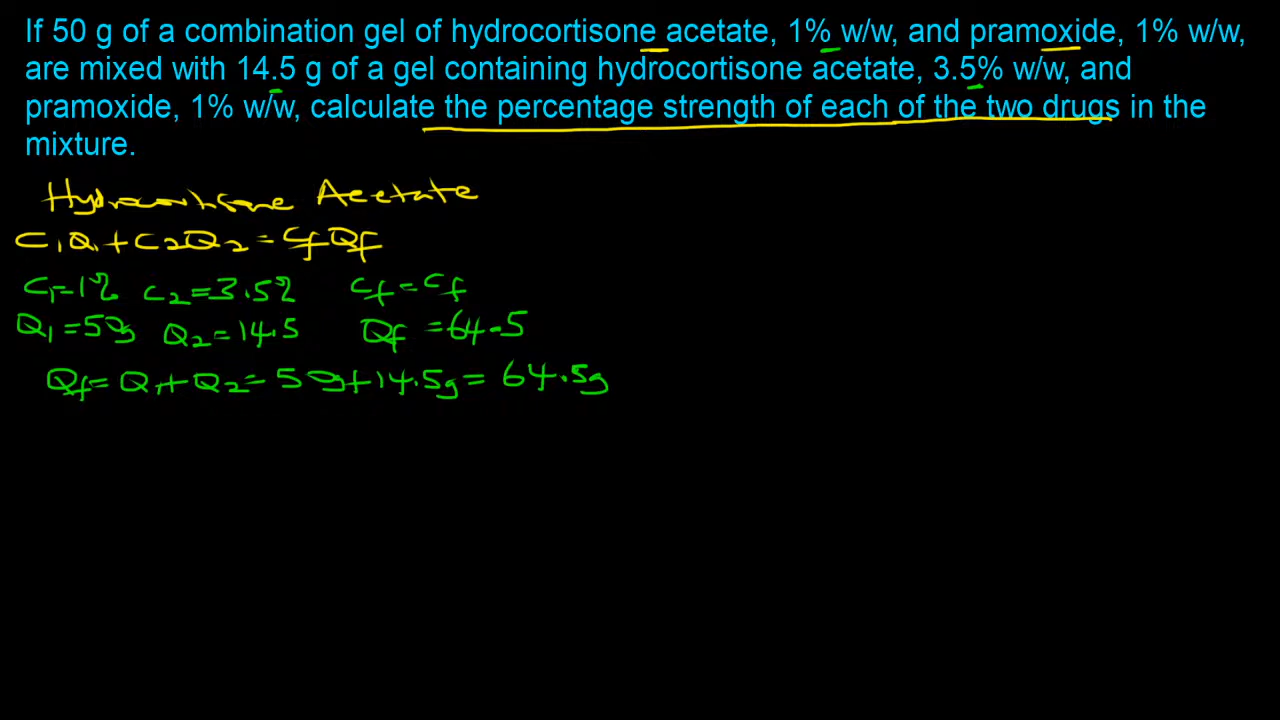 If 50 g of a combination gel of hydrocortisone acetate, 1% w/w, and pramoxide, 1% w/w,
are mixed with 14.5 g of a gel containing hydrocortisone acetate, 3.5% w/w, and
pramoxide, 1% w/w, calculate the percentage strength of each of the two drugs in the
mixture.
Hydrocortisone Acetate
C₁Q₁+C₂Q₂=CfQf
C₁=1% C₂=3.5% Cf=Cf
Q₁=50g Q₂=14.5 Qf=64.5
Qf=Q₁+Q₂=50g+14.5g=64.5g